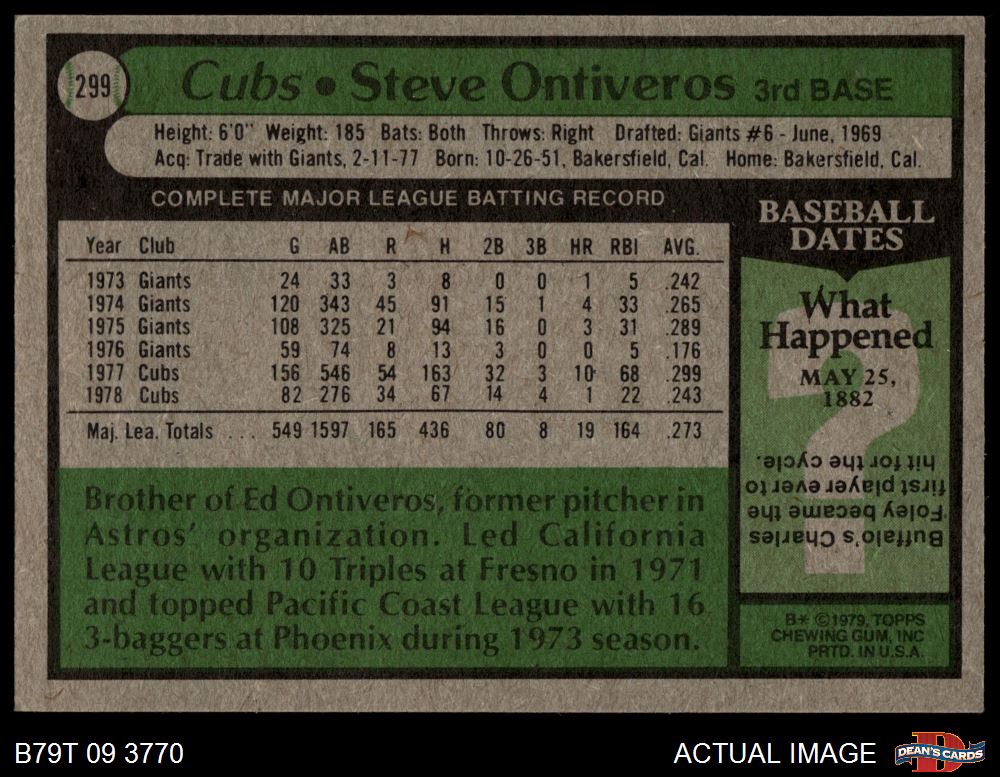 299
Cubs • Steve Ontiveros 3rd BASE
Height: 6'0" Weight: 185 Bats: Both Throws: Right Drafted: Giants #6 - June, 1969
Acq: Trade with Giants, 2-11-77 Born: 10-26-51, Bakersfield, Cal. Home: Bakersfield, Cal.
COMPLETE MAJOR LEAGUE BATTING RECORD
Year Club G AB R H 2B 3B HR RBI AVG.
1973 Giants 24 33 3 8 0 0 1 5 .242
1974 Giants 120 343 45 91 15 1 4 33 .265
1975 Giants 108 325 21 94 16 0 3 31 .289
1976 Giants 59 74 8 13 3 0 0 5 .176
1977 Cubs 156 546 54 163 32 3 10 68 .299
1978 Cubs 82 276 34 67 14 4 1 22 .243
Maj. Lea. Totals . . . 549 1597 165 436 80 8 19 164 .273
Brother of Ed Ontiveros, former pitcher in
Astros' organization. Led California
League with 10 Triples at Fresno in 1971
and topped Pacific Coast League with 16
3-baggers at Phoenix during 1973 season.
BASEBALL
DATES
What
Happened
MAY 25,
1882
?
Buffalo's Charles
Foley became the
first player ever to
hit for the cycle.
B* ©1979, TOPPS
CHEWING GUM, INC
PRTD. IN U.S.A.
B79T 09 3770
ACTUAL IMAGE
D
DEAN'S CARDS